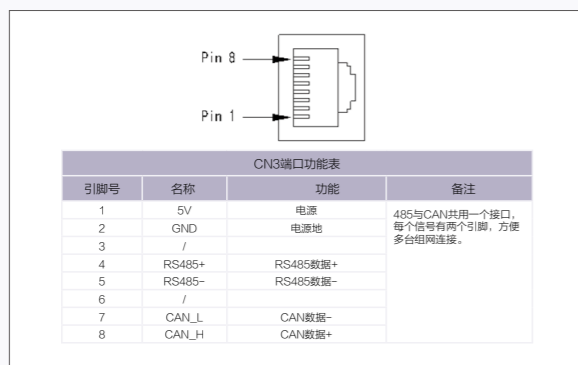 Pin 8
Pin 1
CN3端口功能表
引脚号 名称 功能 备注
1 5V 电源 485与CAN共用一个接口,
2 GND 电源地 每个信号有两个引脚，方便
3 / 多台组网连接。
4 RS485+ RS485数据+
5 RS485- RS485数据-
6 /
7 CAN_L CAN数据-
8 CAN_H CAN数据+